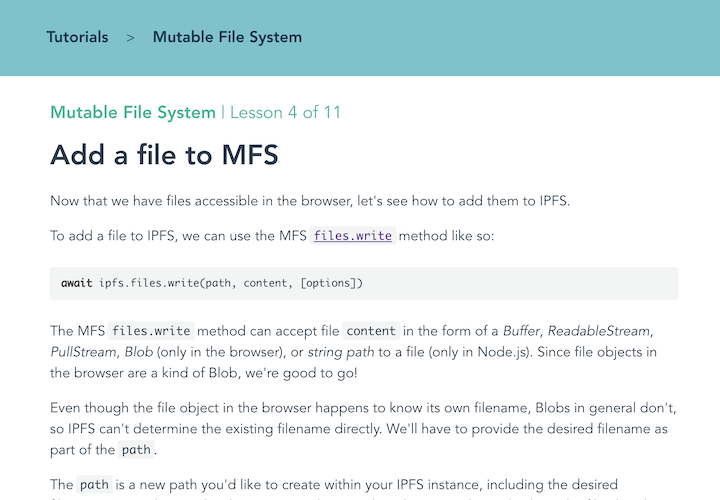 Tutorials > Mutable File System
Mutable File System | Lesson 4 of 11
Add a file to MFS
Now that we have files accessible in the browser, let's see how to add them to IPFS.
To add a file to IPFS, we can use the MFS files.write method like so:
await ipfs.files.write(path, content, [options])
The MFS files.write method can accept file content in the form of a Buffer, ReadableStream,
PullStream, Blob (only in the browser), or string path to a file (only in Node.js). Since file objects in
the browser are a kind of Blob, we're good to go!
Even though the file object in the browser happens to know its own filename, Blobs in general don't,
so IPFS can't determine the existing filename directly. We'll have to provide the desired filename as
part of the path.
The path is a new path you'd like to create within your IPFS instance, including the desired